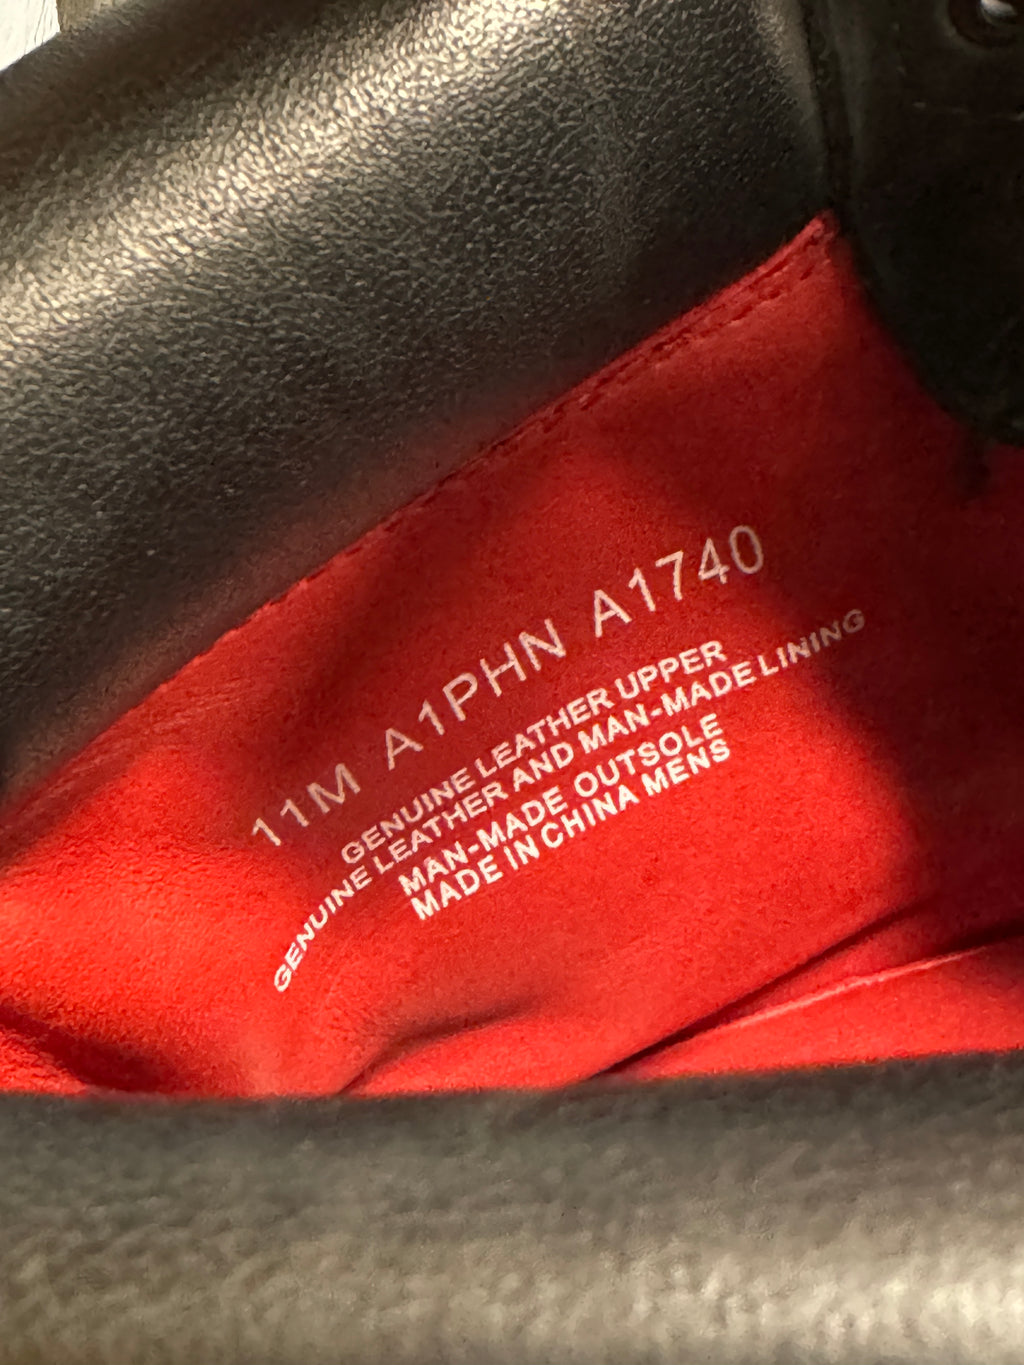 11M A1PHN A1740
GENUINE LEATHER UPPER
GENUINE LEATHER AND MAN-MADE LINING
MAN-MADE OUTSOLE
MADE IN CHINA MENS